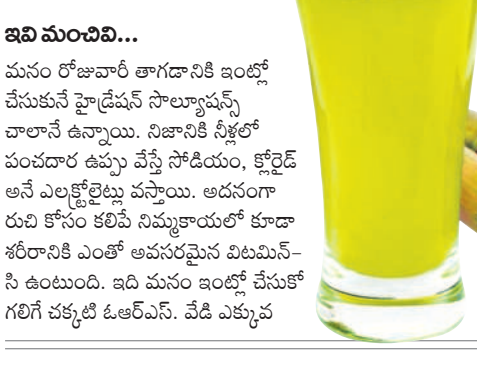 ఇవి మంచివి...
మనం రోజువారీ తాగడానికి ఇంట్లో
చేసుకునే హైడ్రేషన్ సొల్యూషన్స్
చాలానే ఉన్నాయి. నిజానికి నీళ్లలో
పంచదార ఉప్పు వేస్తే సోడియం, క్లోరైడ్
అనే ఎలక్ట్రోలైట్లు వస్తాయి. అదనంగా
రుచి కోసం కలిపే నిమ్మకాయలో కూడా
శరీరానికి ఎంతో అవసరమైన విటమిన్-
సి ఉంటుంది. ఇది మనం ఇంట్లో చేసుకో
గలిగే చక్కటి ఓఆర్ఎస్. వేడి ఎక్కువ